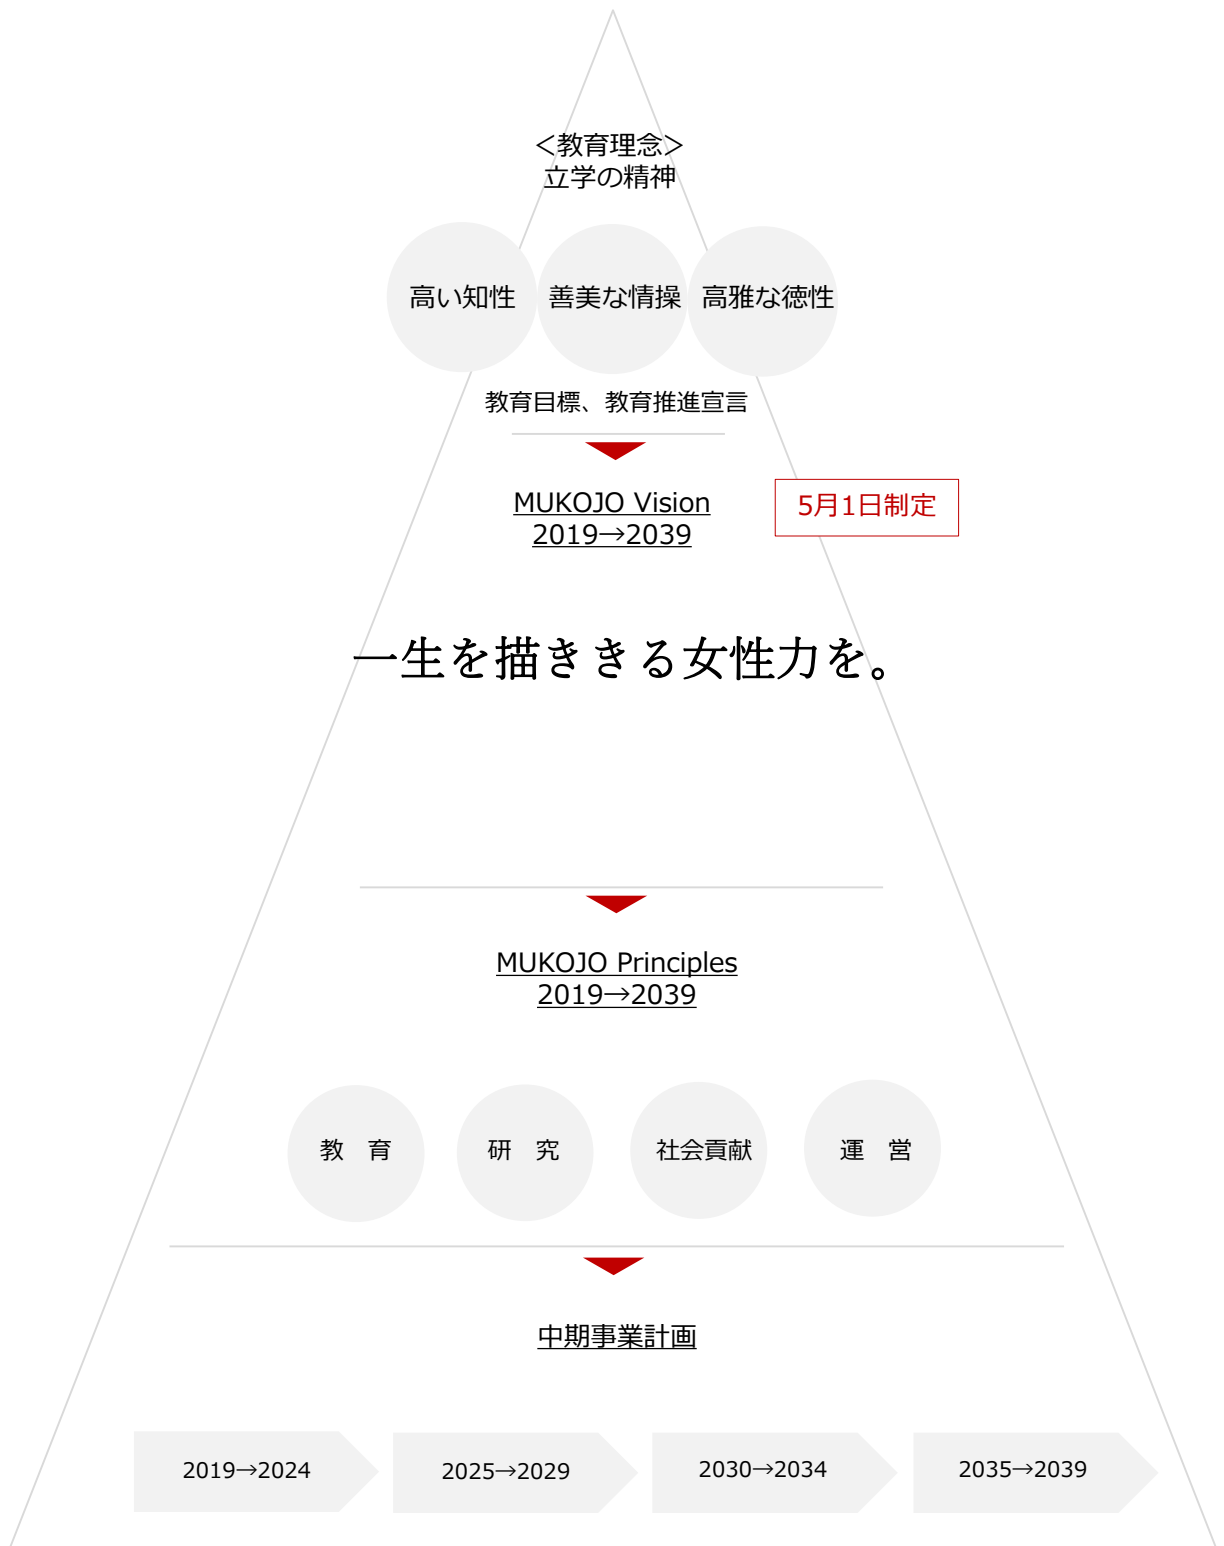 ＜教育理念＞
立学の精神
高い知性
善美な情操
高雅な徳性
教育目標、教育推進宣言
MUKOJO Vision
2019→2039
5月1日制定
一生を描ききる女性力を。
MUKOJO Principles
2019→2039
教　育
研　究
社会貢献
運　営
中期事業計画
2019→2024
2025→2029
2030→2034
2035→2039